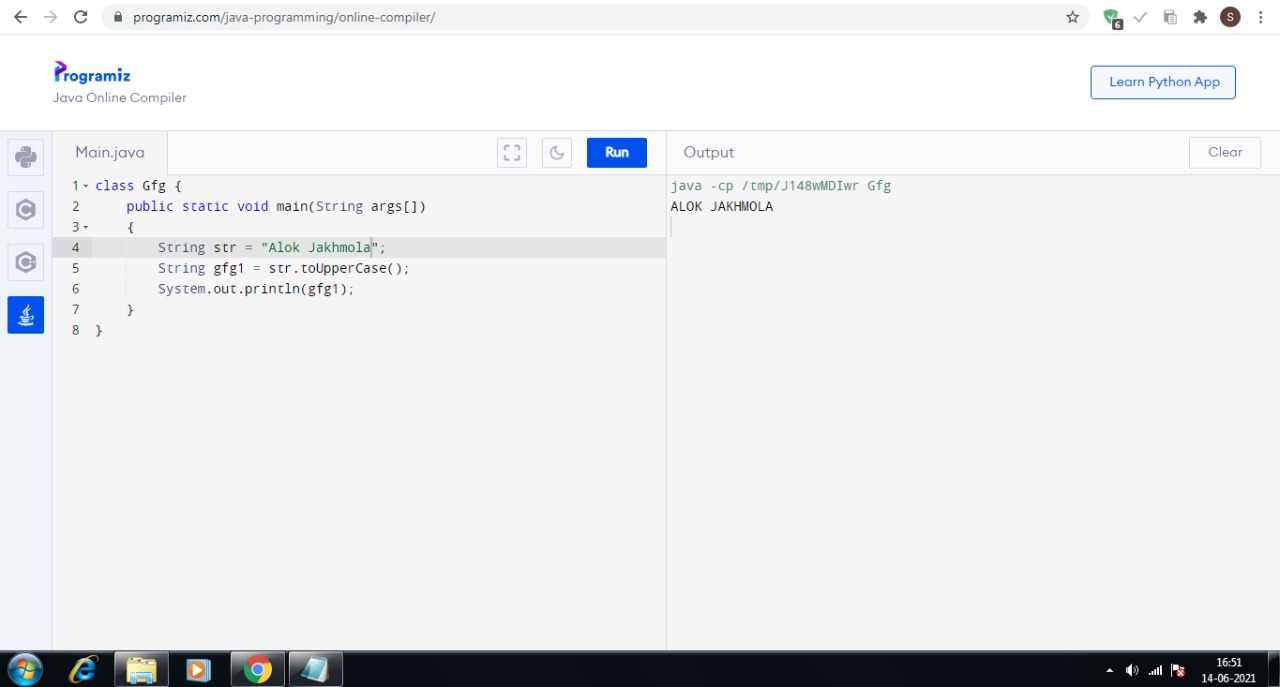 programiz.com/java-programming/online-compiler/
6
S
Programiz
Java Online Compiler
Learn Python App
Main.java
Run
Output
Clear
1 class Gfg {
2 public static void main(String args[])
3 {
4 String str = "Alok Jakhmola";
5 String gfg1 = str.toUpperCase();
6 System.out.println(gfg1);
7 }
8 }
java -cp /tmp/J148wMDIwr Gfg
ALOK JAKHMOLA
16:51
14-06-2021